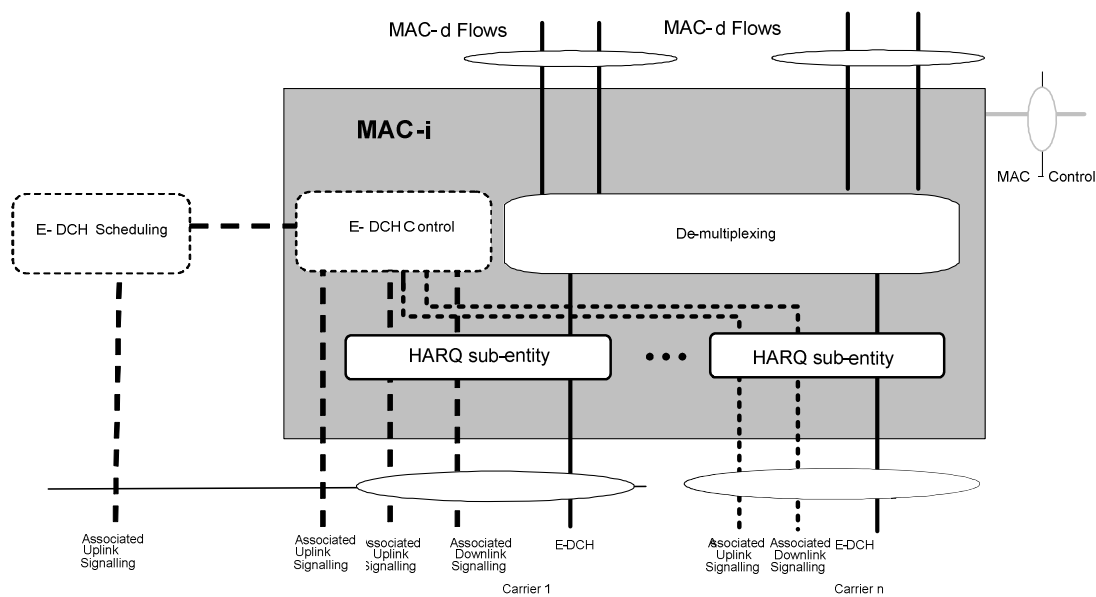 MAC-d Flows
MAC-d Flows
MAC-i
MAC - Control
E- DCH Scheduling
E- DCH Control
De-multiplexing
HARQ sub-entity
HARQ sub-entity
Associated
Uplink
Signalling
Associated
Uplink
Signalling
Associated
Uplink
Signalling
Associated
Downlink
Signalling
E-DCH
Associated
Uplink
Signalling
Associated
Downlink
Signalling
E-DCH
Carrier 1
Carrier n